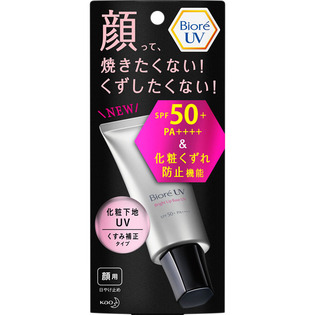 顔って、
焼きたくない!
くずしたくない!
Bioré
UV
NEW
SPF50+
PA++++
&
化粧くずれ
防止機能
Bioré UV
SPF50+ PA++++
化粧下地
UV
くすみ補正
タイプ
顔用
日やけ止め
Kao